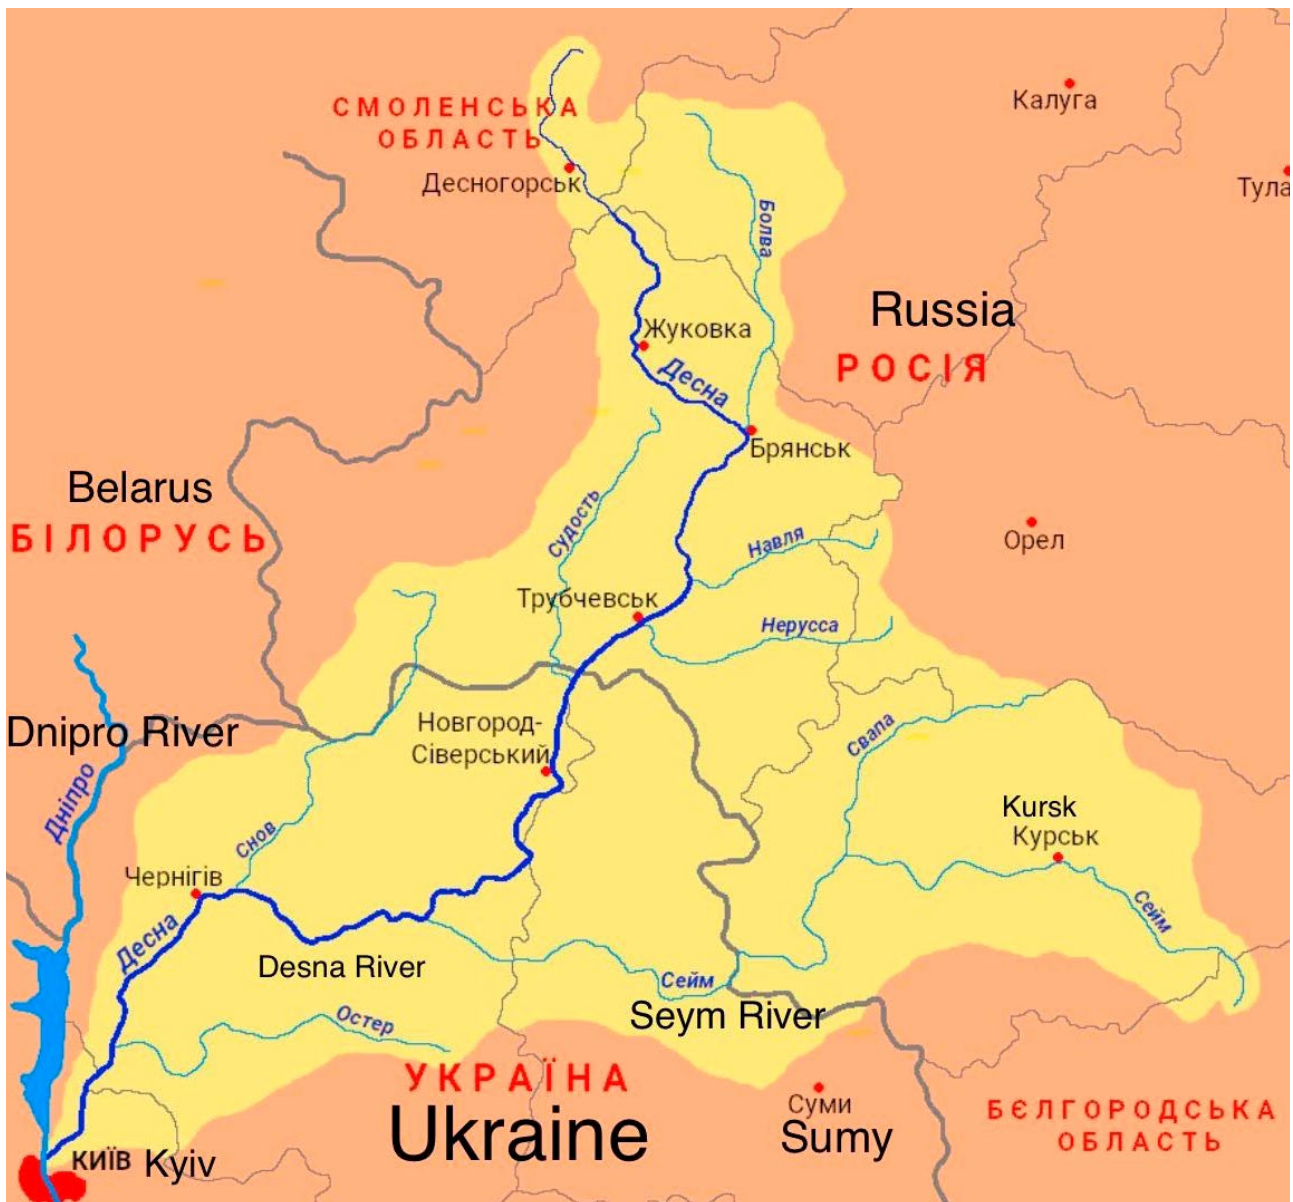 Калуга
СМОЛЕНСЬКА
ОБЛАСТЬ
Десногорськ
Тула
Болва
Russia
РОСІЯ
Жуковка
Десна
Брянськ
Belarus
БІЛОРУСЬ
Судость
Навля
Орел
Трубчевськ
Нерусса
Новгород-
Сіверський
Свапа
Dnipro River
Дніпро
Kursk
Курськ
Снов
Чернігів
Сейм
Десна
Desna River
Сейм
Seym River
Остер
УКРАЇНА
Ukraine
Суми
Sumy
БЄЛГОРОДСЬКА
ОБЛАСТЬ
КИЇВ Kyiv